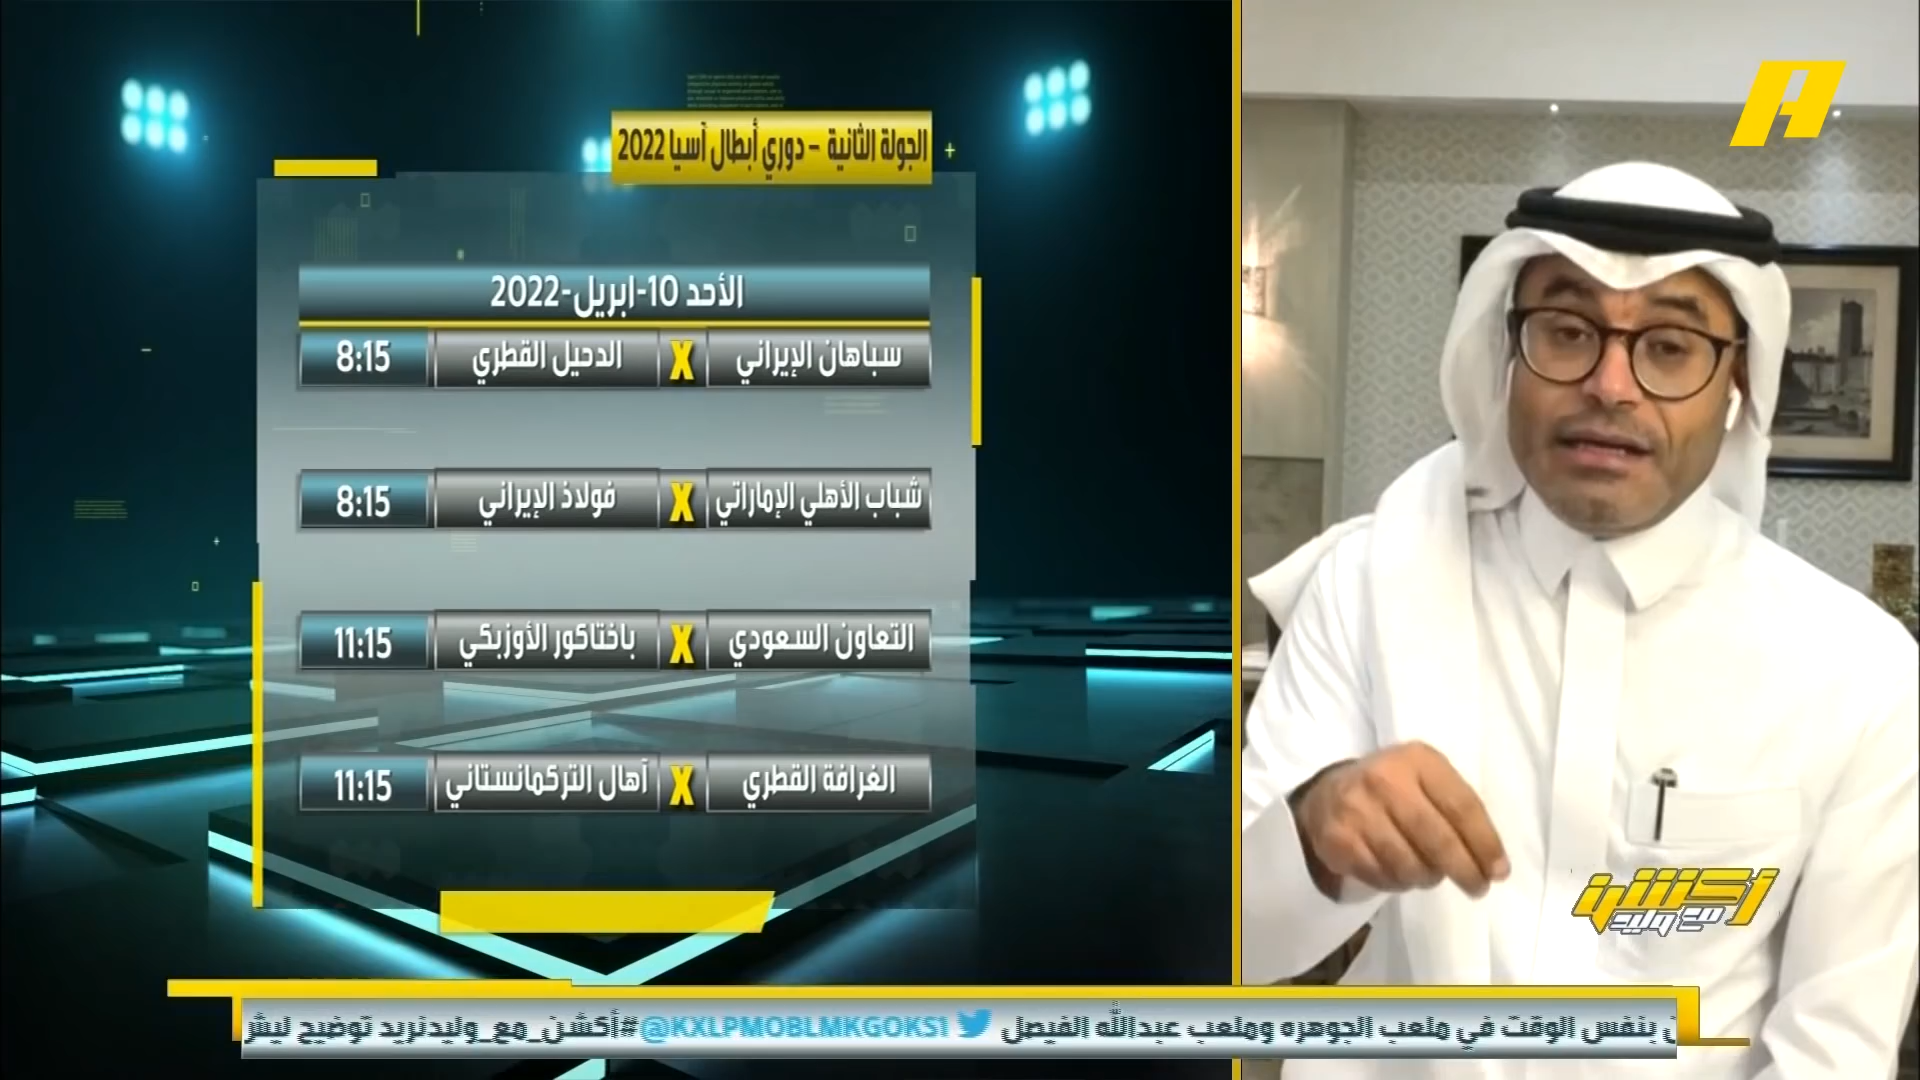 الجولة الثانية – دوري أبطال آسيا 2022
الأحد 10-ابريل-2022
سباهان الإيراني X الدحيل القطري 8:15
شباب الأهلي الإماراتي X فولاذ الإيراني 8:15
التعاون السعودي X باختاكور الأوزبكي 11:15
الغرافة القطري X آهال التركمانستاني 11:15
أكشن
مع وليد
بنفس الوقت في ملعب الجوهره وملعب عبدالله الفيصل @KXLPMOBLMKGOKS1 #أكشن_مع_وليدنريد توضيح ليش